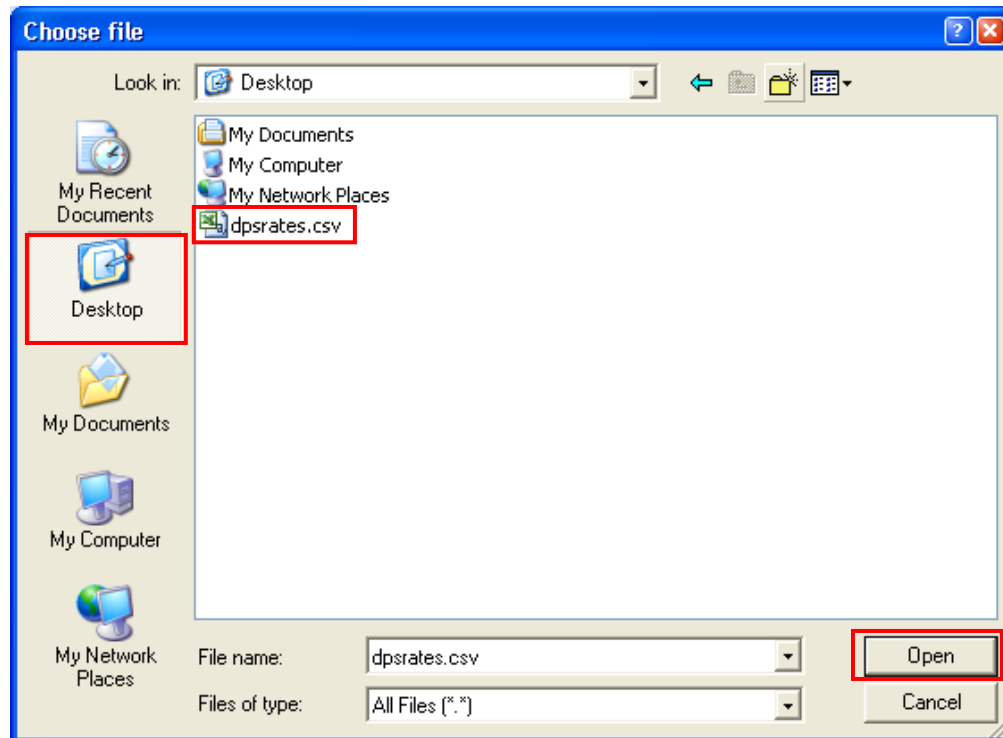 Choose file
Look in:
Desktop
My Recent
Documents
Desktop
My Documents
My Computer
My Network
Places
My Documents
My Computer
My Network Places
dpsrates.csv
File name:
dpsrates.csv
Open
Files of type:
All Files (*.*)
Cancel